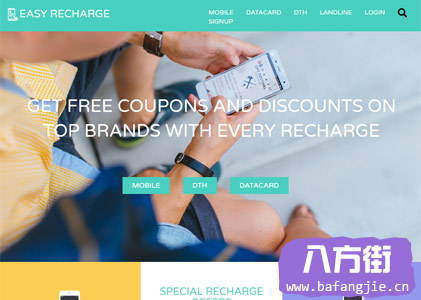 EASY RECHARGE
MOBILE DATACARD DTH LANDLINE LOGIN
SIGNUP
GET FREE COUPONS AND DISCOUNTS ON
TOP BRANDS WITH EVERY RECHARGE
MOBILE DTH DATACARD
SPECIAL RECHARGE
OFFERS
八方街
www.bafangjie.cn